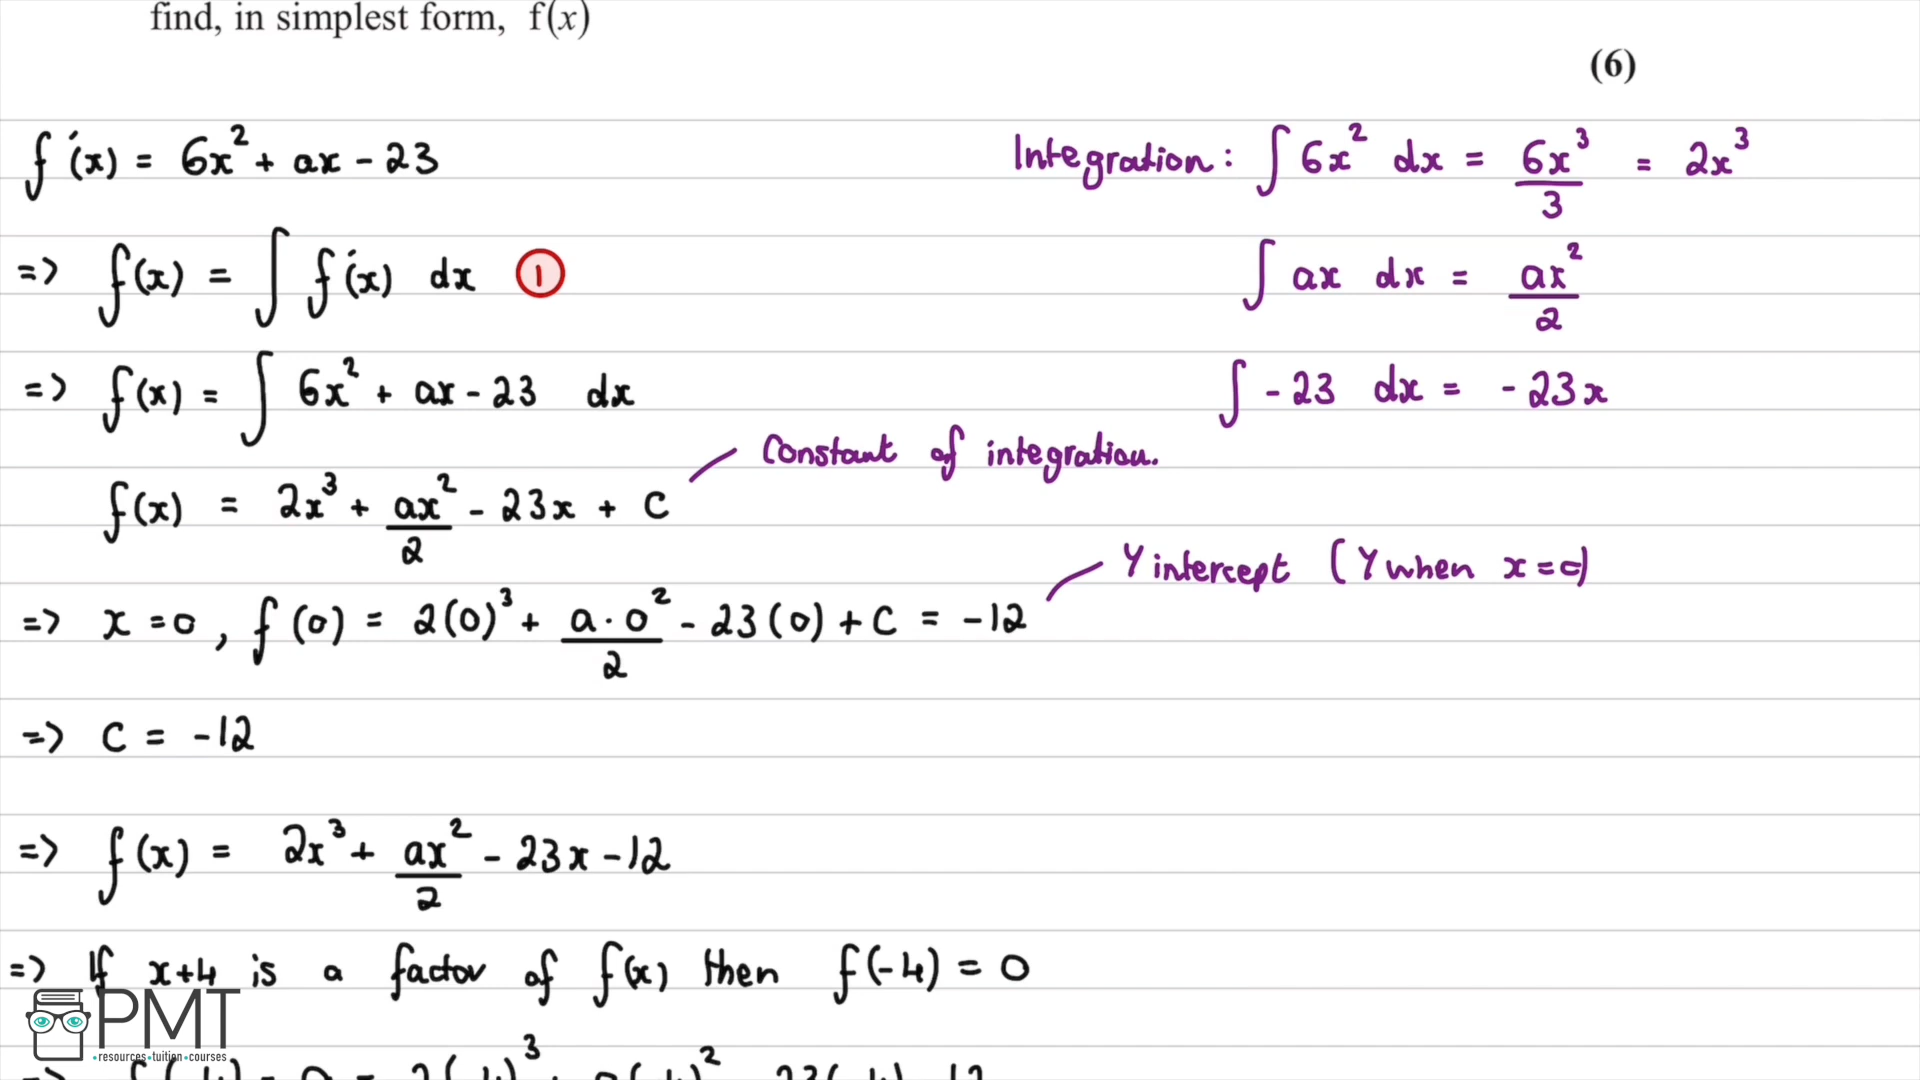 find, in simplest form, f(x)
(6)
f'(x) = 6x² + ax - 23
Integration: ∫ 6x² dx = 6x³/3 = 2x³
=> f(x) = ∫ f'(x) dx ①
∫ ax dx = ax²/2
=> f(x) = ∫ 6x² + ax - 23 dx
∫ -23 dx = -23x
Constant of integration.
f(x) = 2x³ + ax²/2 - 23x + C
Y intercept (Y when x=0)
=> x=0, f(0) = 2(0)³ + a·0²/2 - 23(0) + C = -12
=> C = -12
=> f(x) = 2x³ + ax²/2 - 23x - 12
=> If x+4 is a factor of f(x) then f(-4) = 0
PMT
resources•tuition•courses